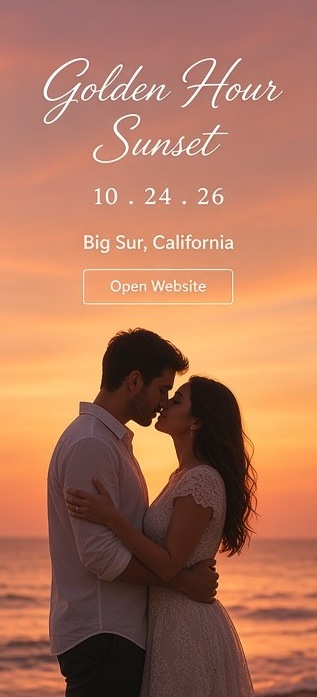 Golden Hour
Sunset
10 . 24 . 26
Big Sur, California
Open Website